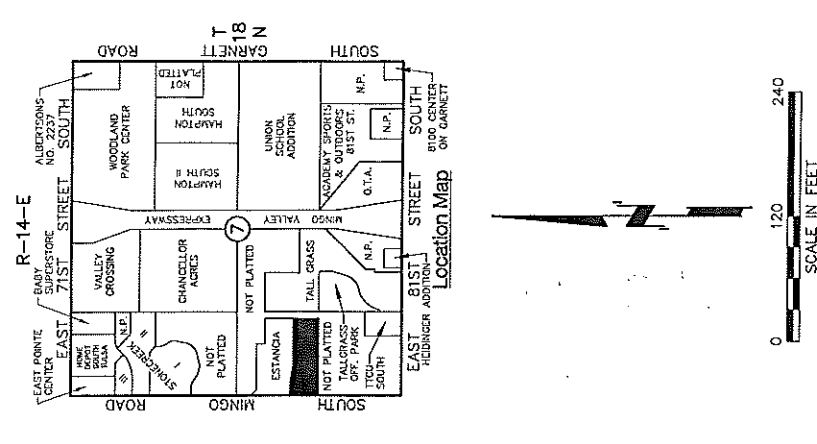 R-14-E
T
18
N
ALBERTSONS
NO. 2237
BABY
SUPERSTORE
EAST POINTE
CENTER
EAST 71ST STREET SOUTH
ROAD
GARNETT
SOUTH
ROAD
MINGO
SOUTH
HOME
DEPOT
SOUTH
TULSA
N.P.
III
II
I
STONECREEK
VALLEY
CROSSING
WOODLAND
PARK CENTER
NOT
PLATTED
HAMPTON
SOUTH
HAMPTON
SOUTH II
CHANCELLOR
ACRES
NOT
PLATTED
MINGO VALLEY EXPRESSWAY
7
NOT PLATTED
UNION
SCHOOL
ADDITION
ESTANCIA
TALL GRASS
NOT PLATTED
TALLGRASS
OFF. PARK
TTCU
SOUTH
N.P.
O.T.A.
ACADEMY SPORTS
& OUTDOORS
81ST ST.
N.P.
N.P.
EAST 81ST STREET SOUTH
HEIDINGER ADDITION
8100 CENTER
ON GARNETT
Location Map
N
0 120 240
SCALE IN FEET